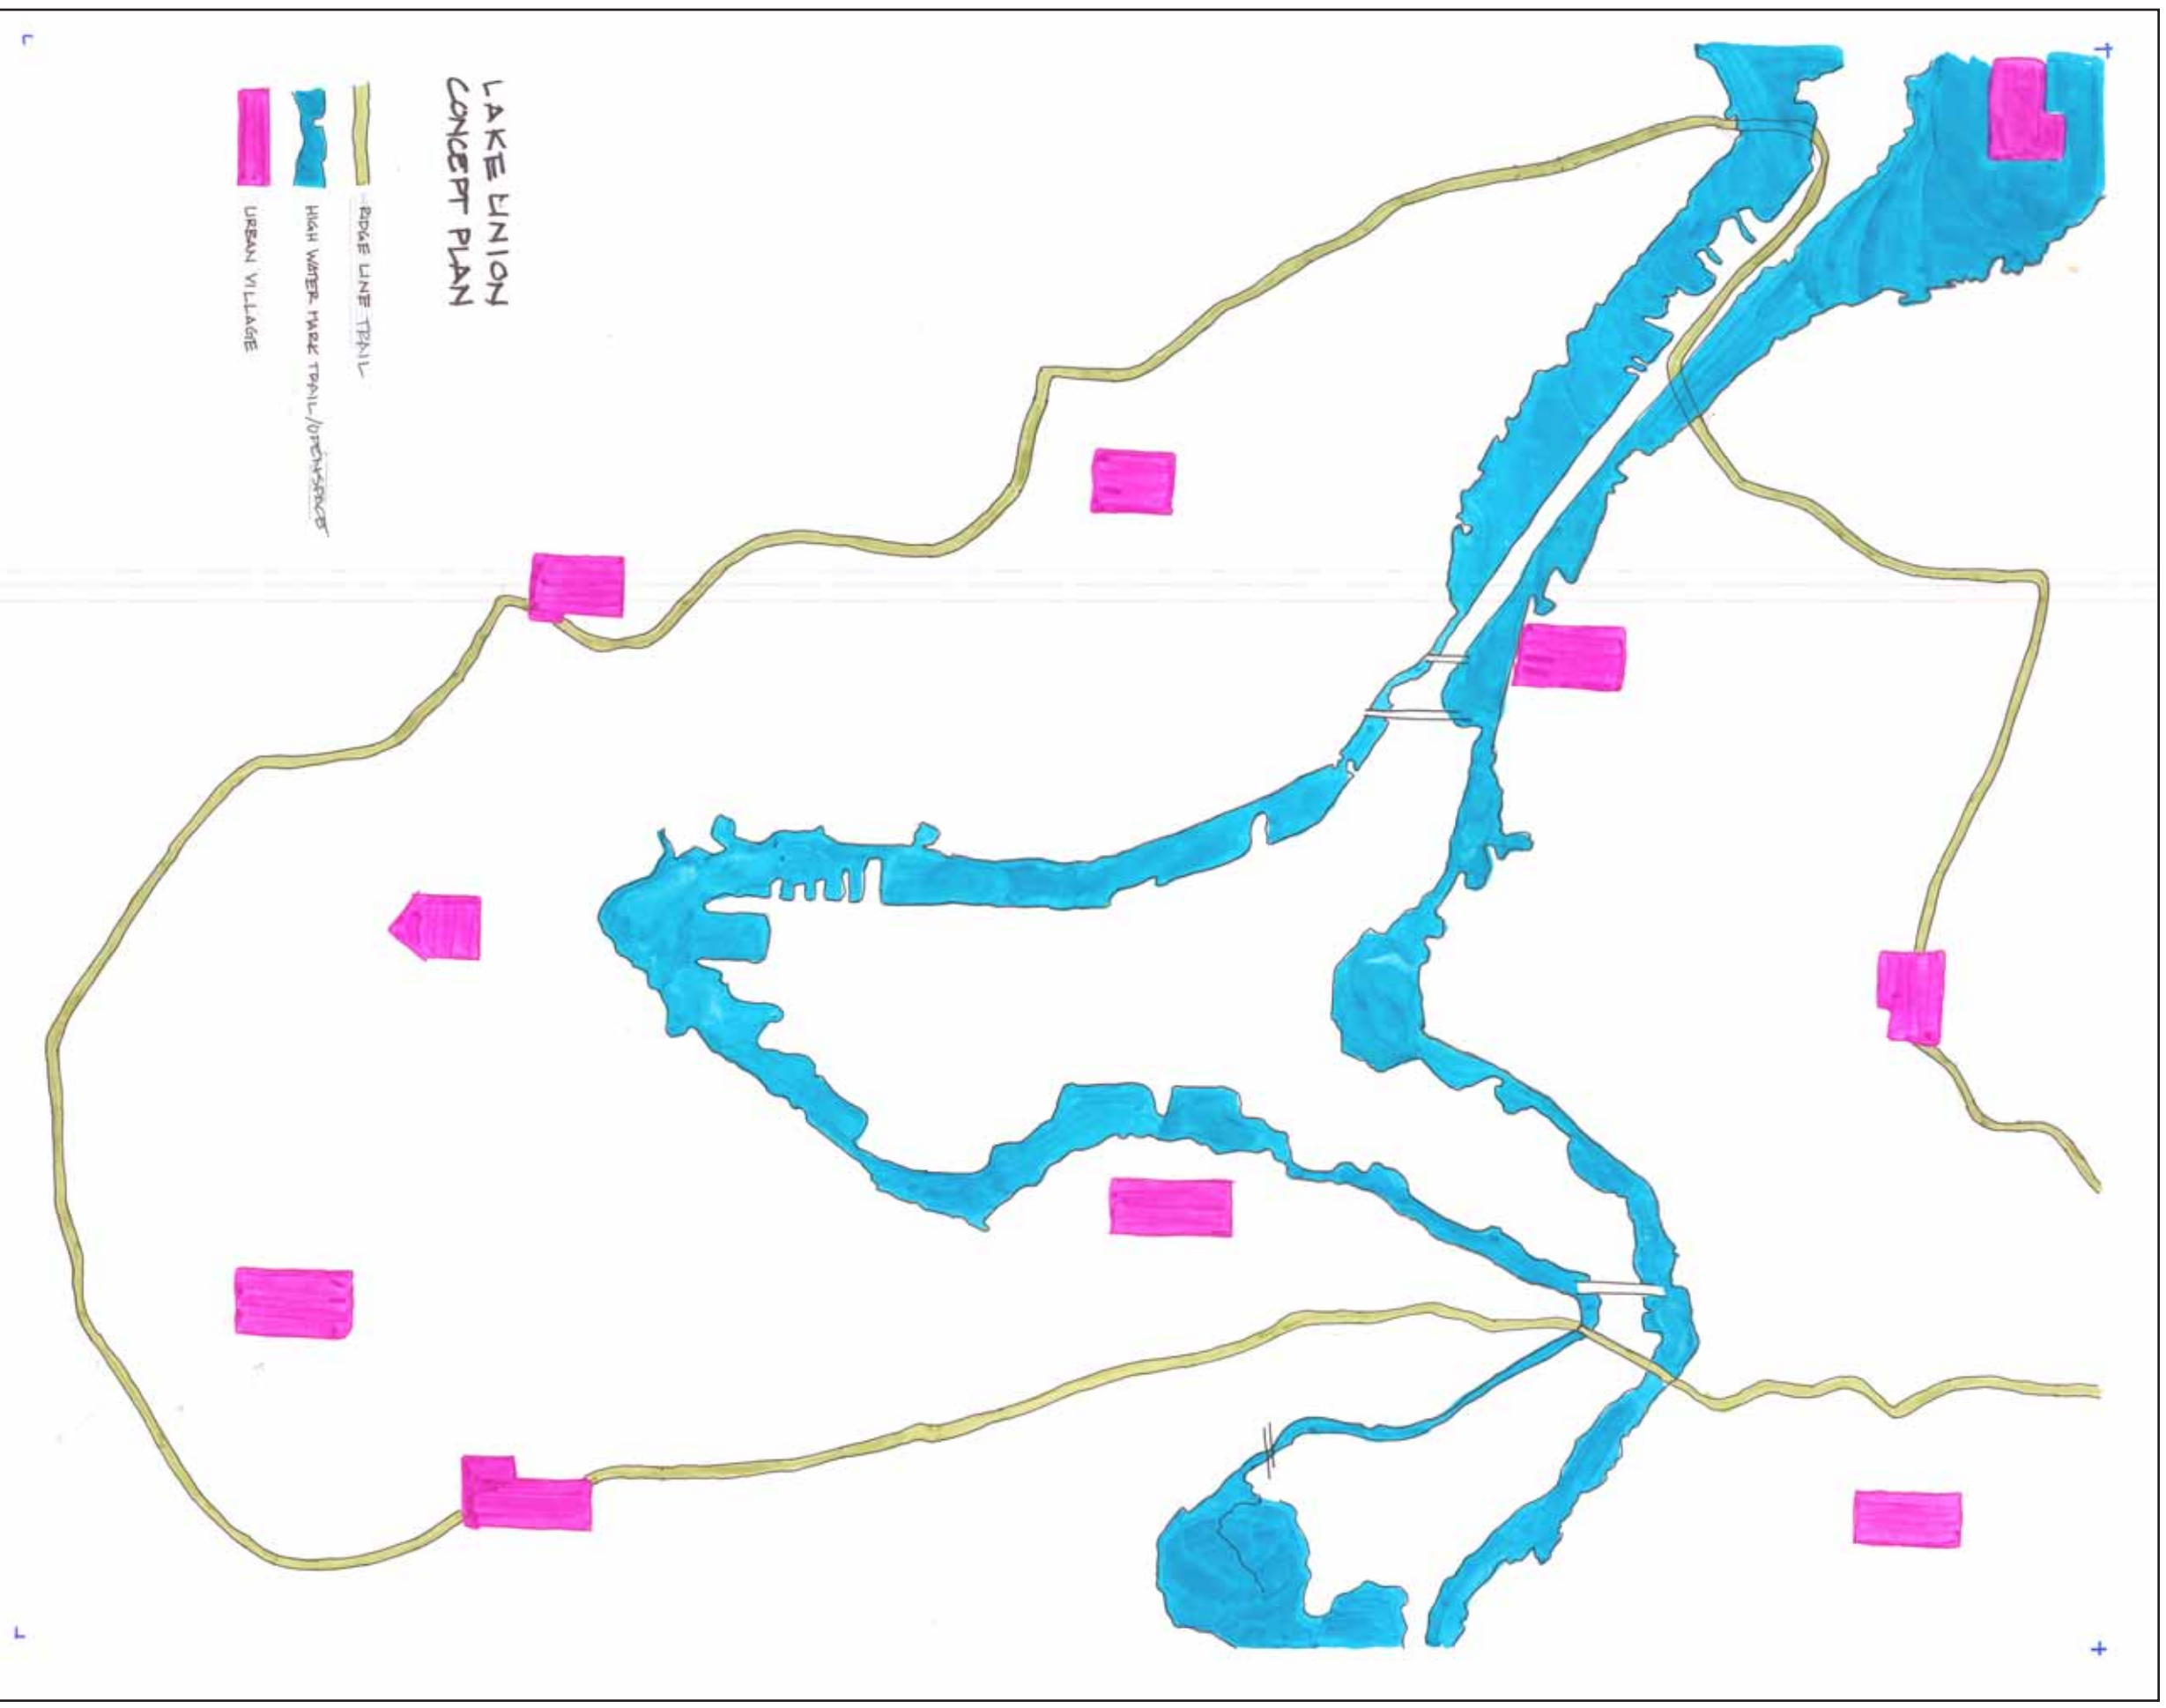 LAKE UNION
CONCEPT PLAN
RIDGE LINE TRAIL
HIGH WATER MARK TRAIL/OPEN SPACE
URBAN VILLAGE